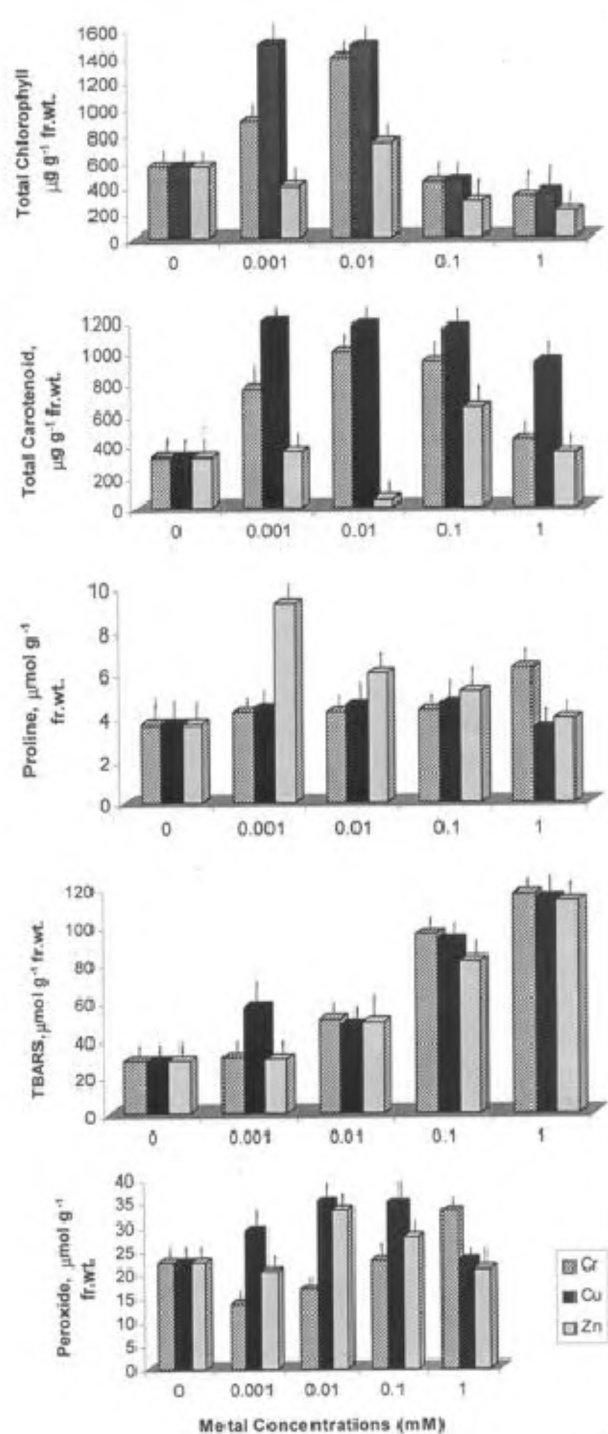 Total Chlorophyll
µg g⁻¹ fr.wt.
1600
1400
1200
1000
800
600
400
200
0
0 0.001 0.01 0.1 1
Total Carotenoid,
µg g⁻¹ fr.wt.
1200
1000
800
600
400
200
0
0 0.001 0.01 0.1 1
Proline, µmol g⁻¹
fr.wt.
10
8
6
4
2
0
0 0.001 0.01 0.1 1
TBARS, µmol g⁻¹ fr.wt.
120
100
80
60
40
20
0
0 0.001 0.01 0.1 1
Peroxide, µmol g⁻¹
fr.wt.
40
35
30
25
20
15
10
5
0
0 0.001 0.01 0.1 1
Cr
Cu
Zn
Metal Concentrations (mM)